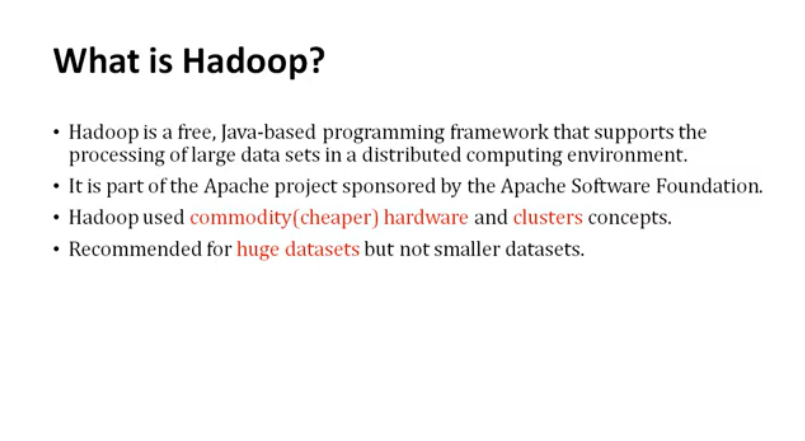 What is Hadoop?
• Hadoop is a free, Java-based programming framework that supports the
processing of large data sets in a distributed computing environment.
• It is part of the Apache project sponsored by the Apache Software Foundation.
• Hadoop used commodity(cheaper) hardware and clusters concepts.
• Recommended for huge datasets but not smaller datasets.